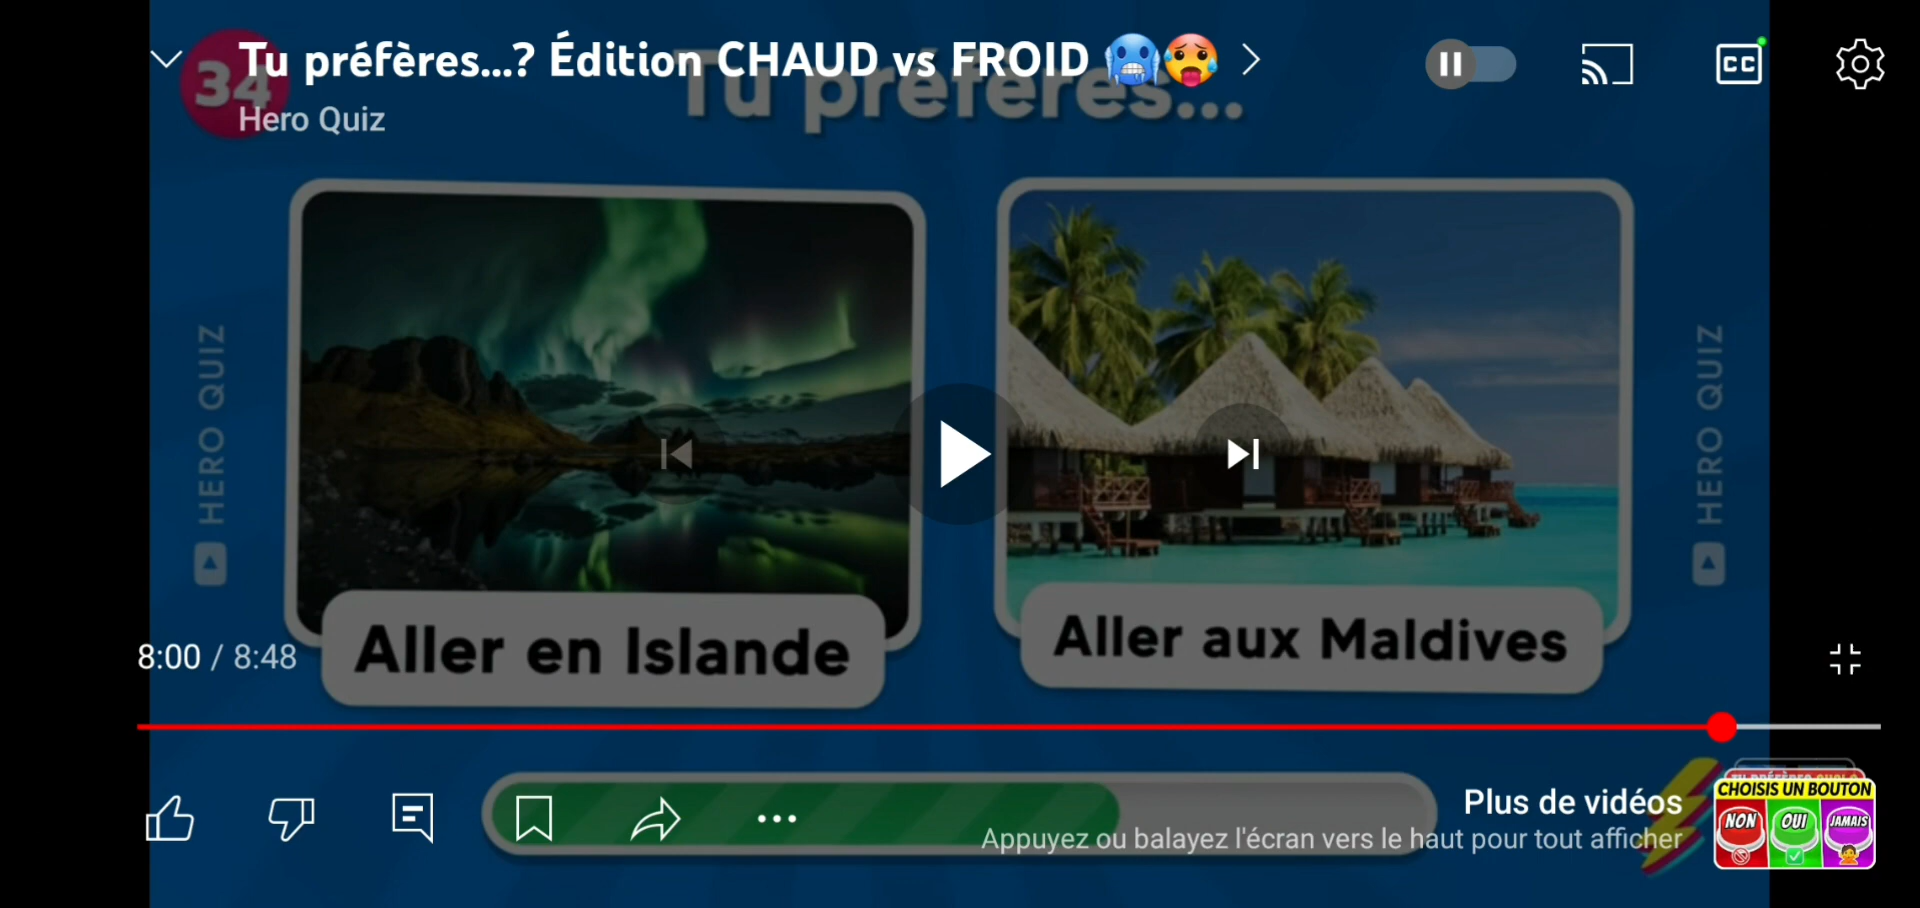 Tu préfères...? Édition CHAUD vs FROID 🥶🥵
Hero Quiz
34
Tu préfères...
CC
HERO QUIZ
HERO QUIZ
Aller en Islande
Aller aux Maldives
8:00 / 8:48
Plus de vidéos
Appuyez ou balayez l'écran vers le haut pour tout afficher
CHOISIS UN BOUTON
NON
OUI
JAMAIS